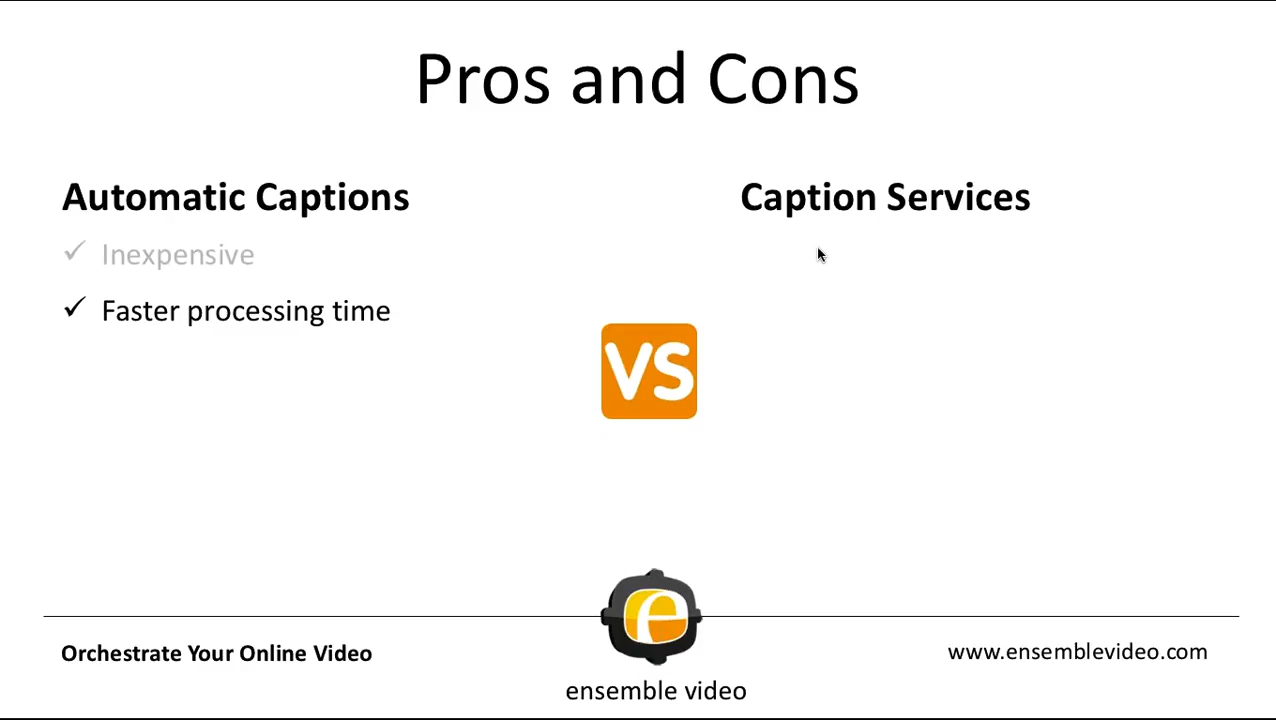 Pros and Cons
Automatic Captions
✓ Inexpensive
✓ Faster processing time
Caption Services
VS
e
Orchestrate Your Online Video
ensemble video
www.ensemblevideo.com